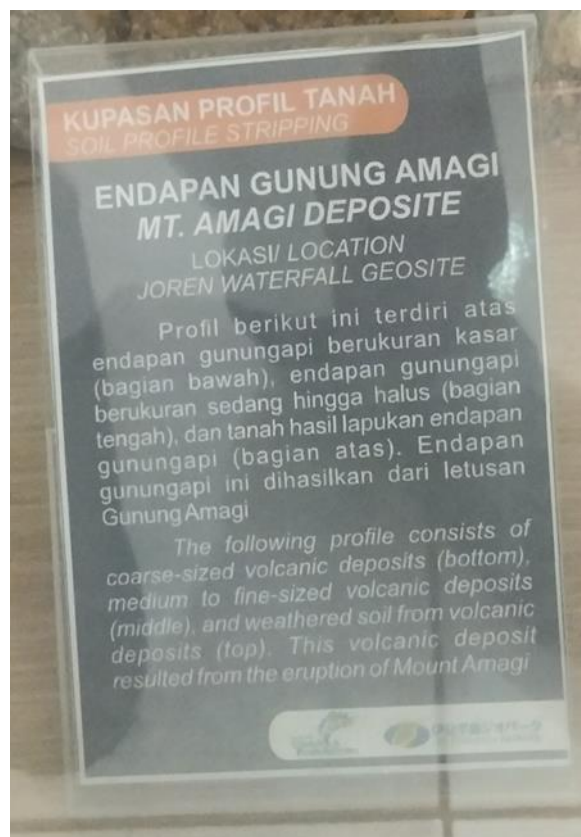 KUPASAN PROFIL TANAH
SOIL PROFILE STRIPPING
ENDAPAN GUNUNG AMAGI
MT. AMAGI DEPOSITE
LOKASI/ LOCATION
JOREN WATERFALL GEOSITE
Profil berikut ini terdiri atas
endapan gunungapi berukuran kasar
(bagian bawah), endapan gunungapi
berukuran sedang hingga halus (bagian
tengah), dan tanah hasil lapukan endapan
gunungapi (bagian atas). Endapan
gunungapi ini dihasilkan dari letusan
Gunung Amagi
The following profile consists of
coarse-sized volcanic deposits (bottom),
medium to fine-sized volcanic deposits
(middle), and weathered soil from volcanic
deposits (top). This volcanic deposit
resulted from the eruption of Mount Amagi